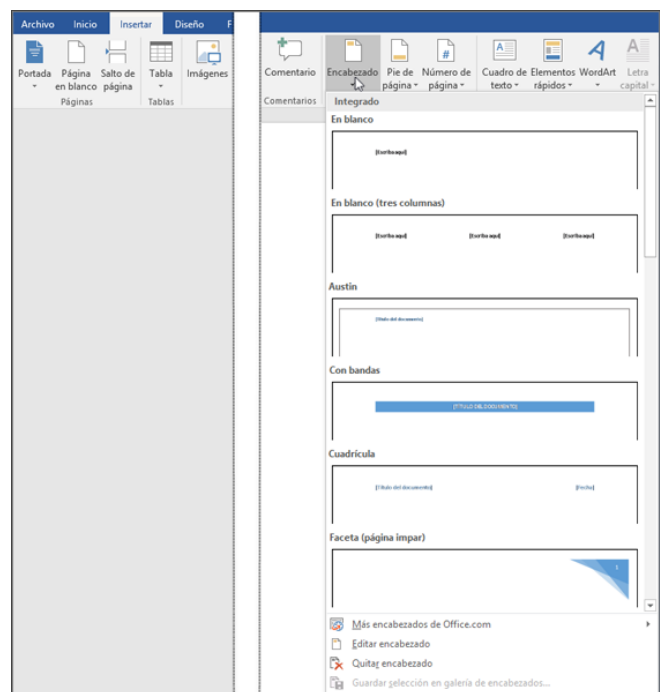 Archivo Inicio Insertar Diseño F
Portada Página en blanco Salto de página Tabla Imágenes
Páginas Tablas
Comentario Encabezado Pie de página Número de página Cuadro de texto Elementos rápidos WordArt Letra capital
Comentarios
Integrado
En blanco
[Escriba aquí]
En blanco (tres columnas)
[Escriba aquí] [Escriba aquí] [Escriba aquí]
Austin
[Título del documento]
Con bandas
[TÍTULO DEL DOCUMENTO]
Cuadrícula
[Título del documento] [Fecha]
Faceta (página impar)
1
Más encabezados de Office.com
Editar encabezado
Quitar encabezado
Guardar selección en galería de encabezados...